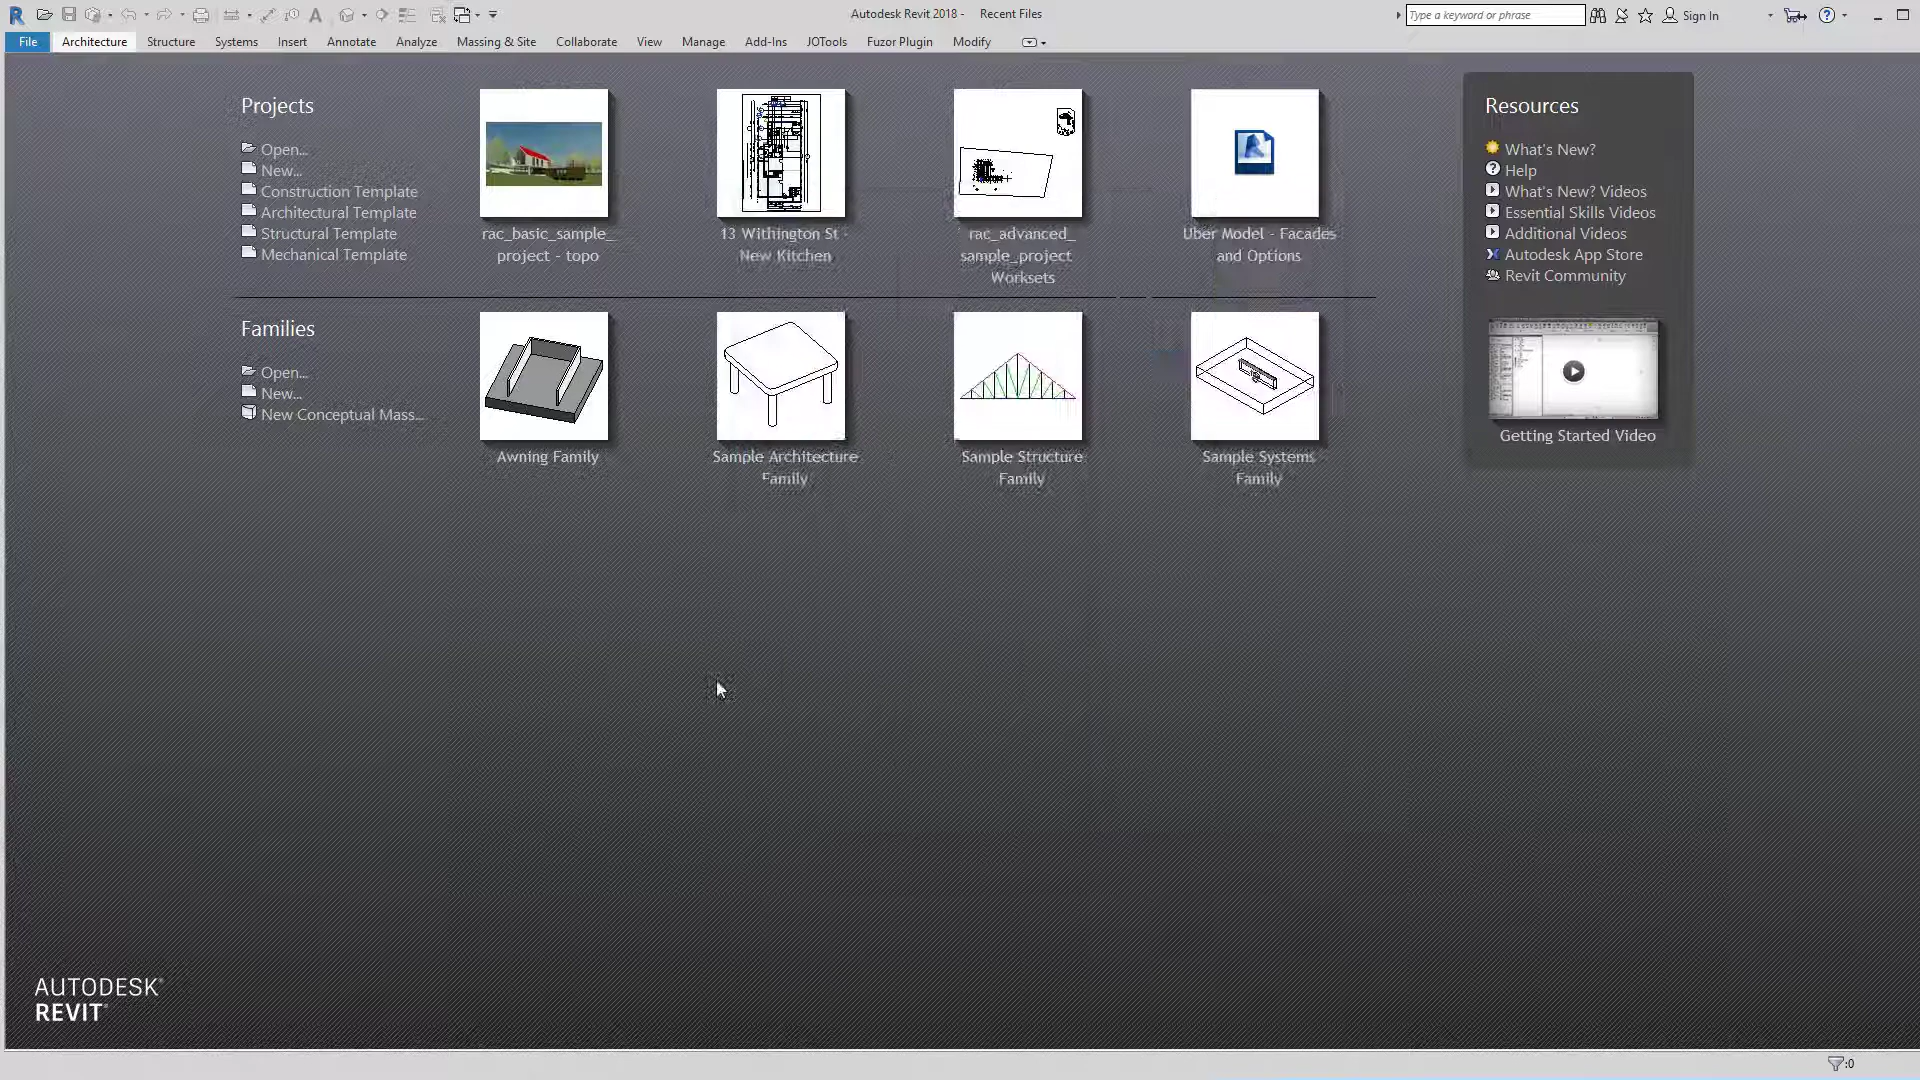 Autodesk Revit 2018 - Recent Files
Type a keyword or phrase
Sign In
File Architecture Structure Systems Insert Annotate Analyze Massing & Site Collaborate View Manage Add-Ins JOTools Fuzor Plugin Modify
Projects
Open...
New...
Construction Template
Architectural Template
Structural Template
Mechanical Template
rac_basic_sample_
project - topo
13 Withington St -
New Kitchen
rac_advanced_
sample_project
Worksets
Uber Model - Facades
and Options
Families
Open...
New...
New Conceptual Mass...
Awning Family
Sample Architecture
Family
Sample Structure
Family
Sample Systems
Family
Resources
What's New?
Help
What's New? Videos
Essential Skills Videos
Additional Videos
Autodesk App Store
Revit Community
Getting Started Video
AUTODESK®
REVIT®
:0